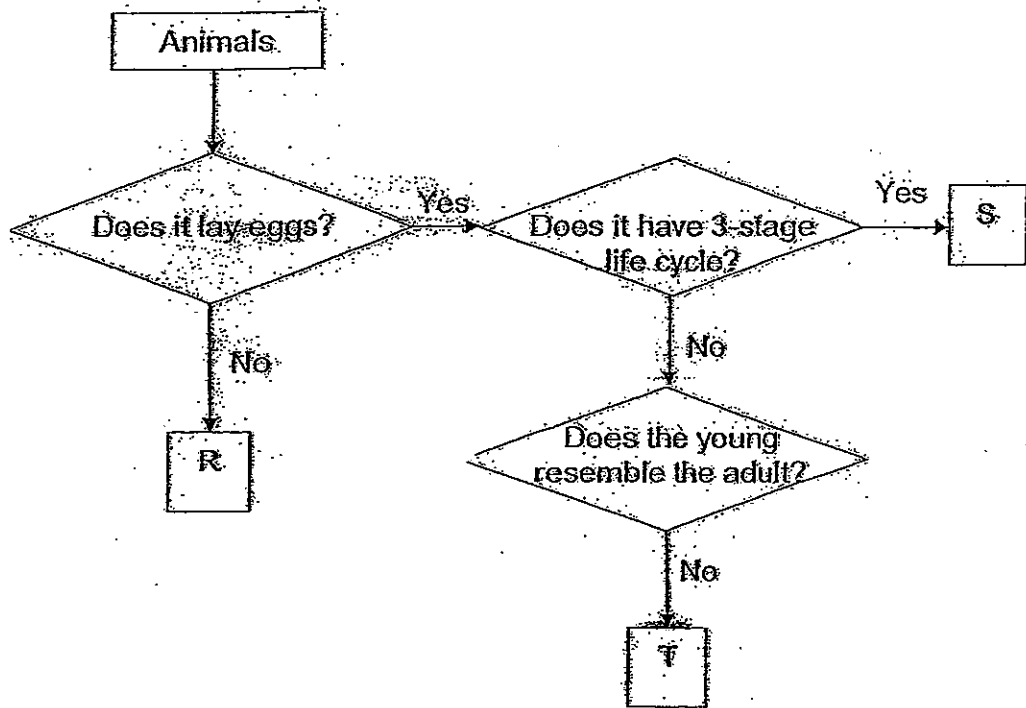 Animals
Does it lay eggs?
Yes
Does it have 3-stage
life cycle?
Yes
S
No
R
No
Does the young
resemble the adult?
No
T